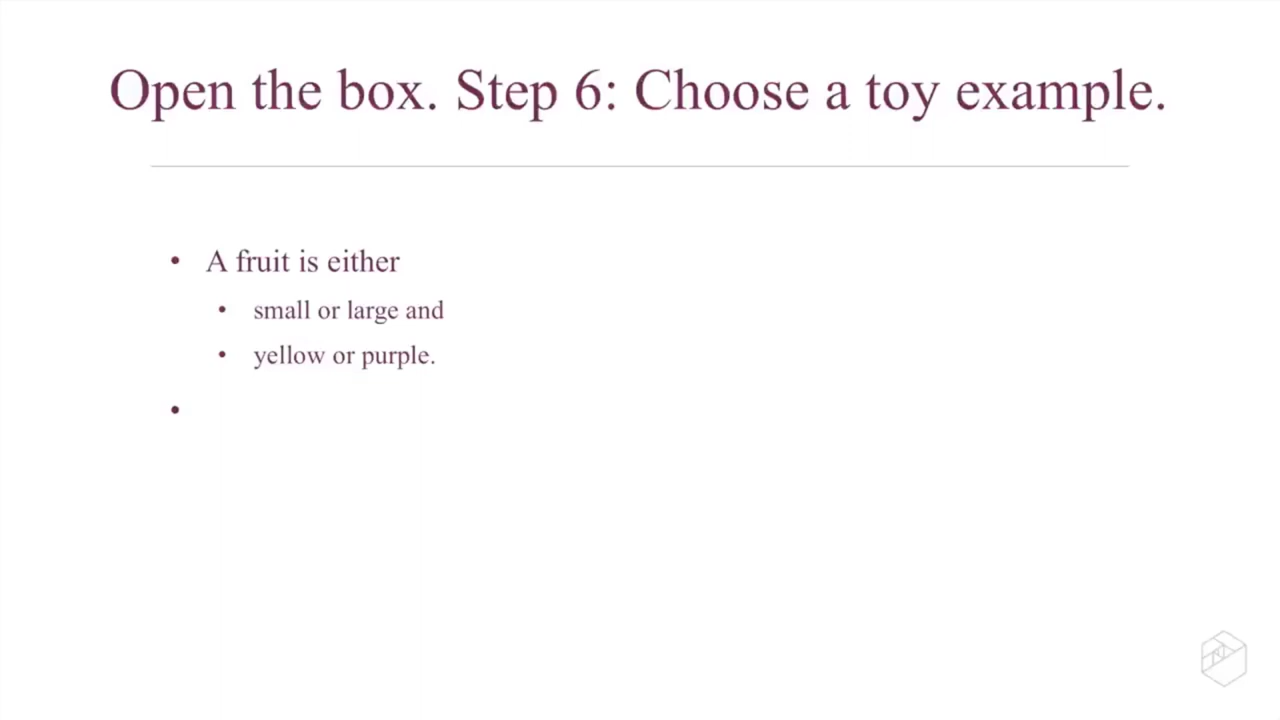 Open the box. Step 6: Choose a toy example.
• A fruit is either
• small or large and
• yellow or purple.
•